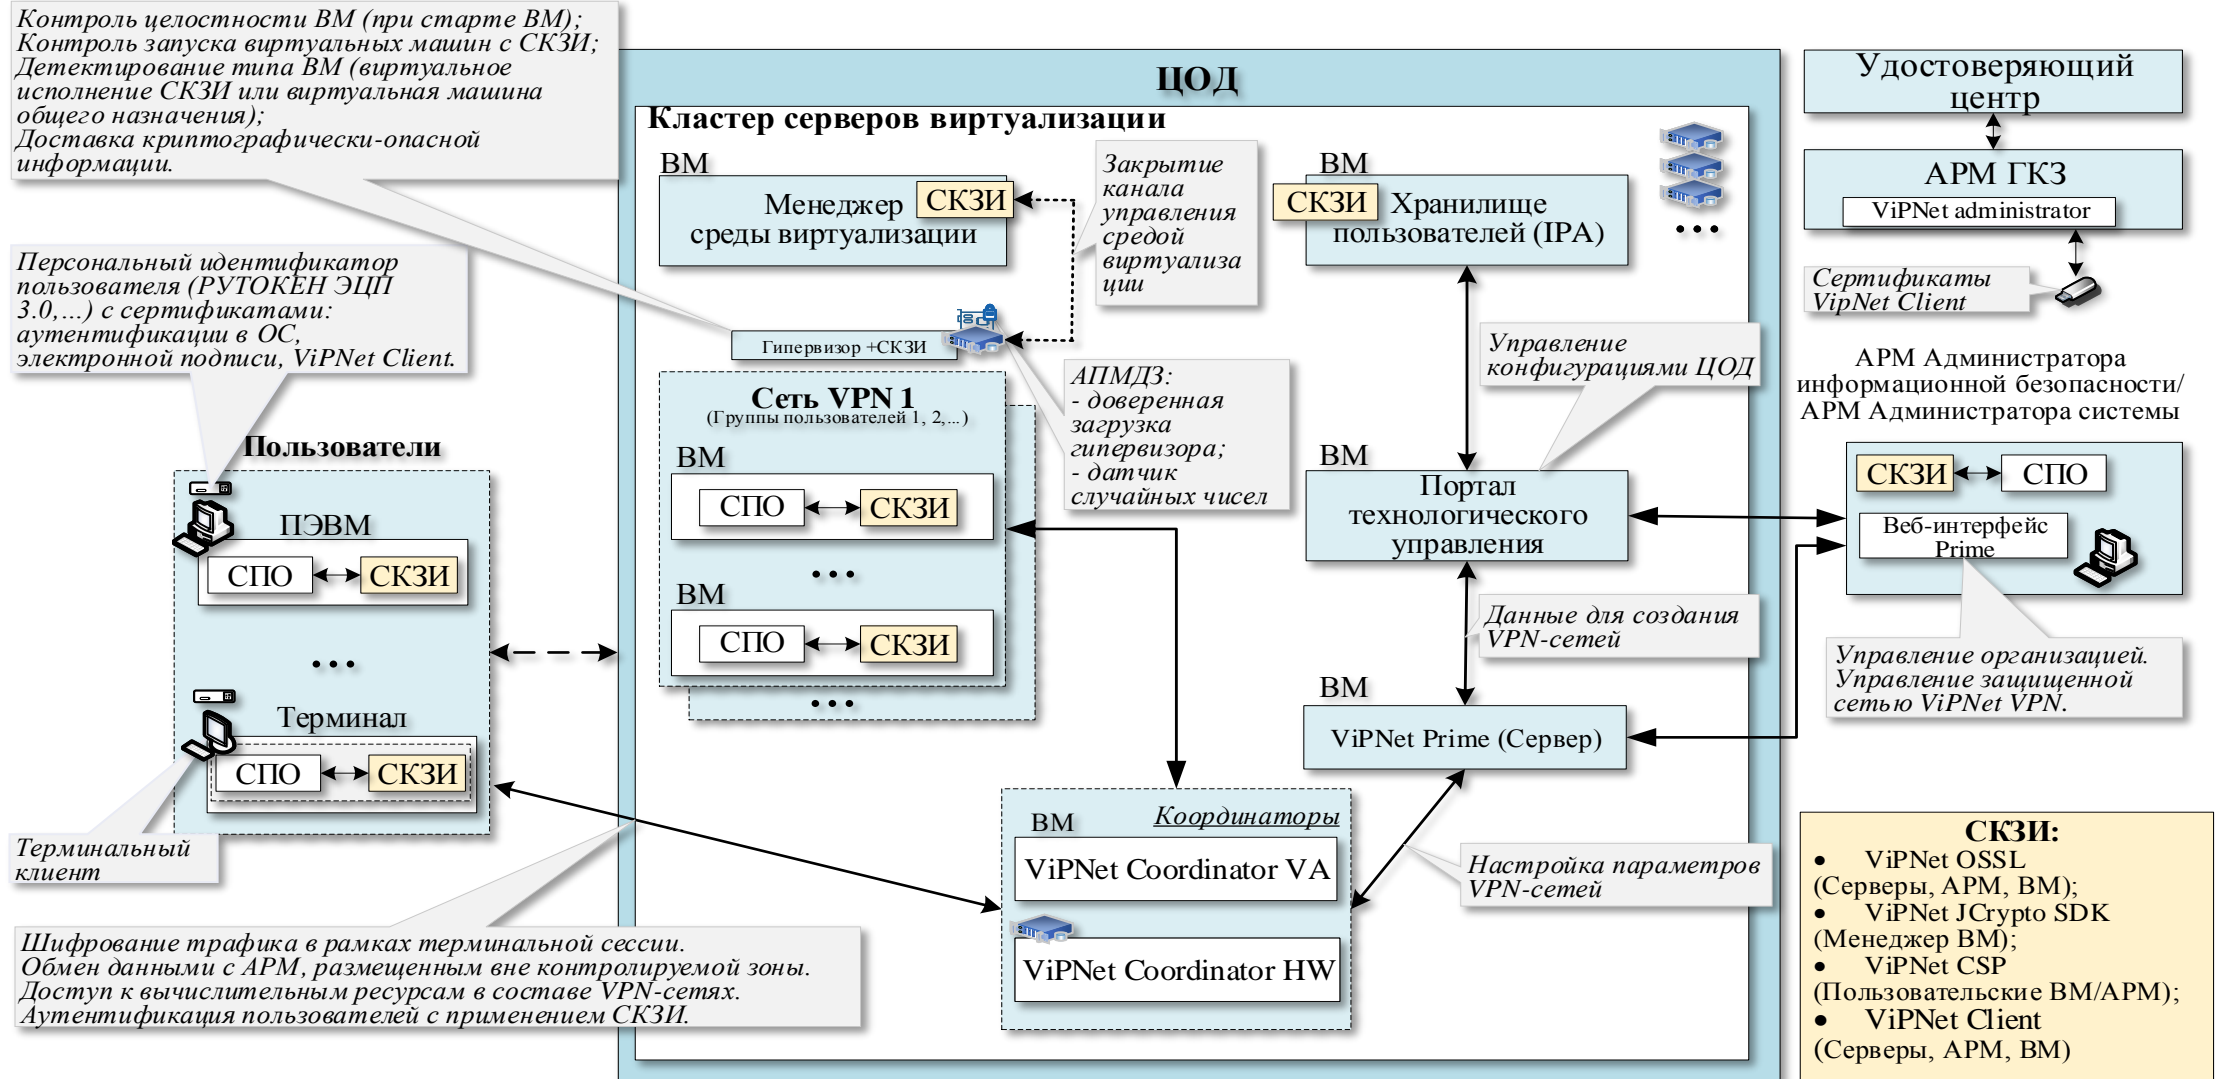 Контроль целостности ВМ (при старте ВМ);
Контроль запуска виртуальных машин с СКЗИ;
Детектирование типа ВМ (виртуальное
исполнение СКЗИ или виртуальная машина
общего назначения);
Доставка криптографически-опасной
информации.
Персональный идентификатор
пользователя (РУТОКЕН ЭЦП
3.0,...) с сертификатами:
аутентификации в ОС,
электронной подписи, ViPNet Client.
Пользователи
ПЭВМ
СПО
СКЗИ
...
Терминал
СПО
СКЗИ
Терминальный
клиент
Шифрование трафика в рамках терминальной сессии.
Обмен данными с АРМ, размещенным вне контролируемой зоны.
Доступ к вычислительным ресурсам в составе VPN-сетях.
Аутентификация пользователей с применением СКЗИ.
ЦОД
Кластер серверов виртуализации
ВМ
СКЗИ
Менеджер
среды виртуализации
Закрытие
канала
управления
средой
виртуализа
ции
Гипервизор +СКЗИ
АПМДЗ:
- доверенная
загрузка
гипервизора;
- датчик
случайных чисел
Сеть VPN 1
(Группы пользователей 1, 2,...)
ВМ
СПО
СКЗИ
...
ВМ
СПО
СКЗИ
...
ВМ
СКЗИ
Хранилище
пользователей (IPA)
...
Управление
конфигурациями ЦОД
ВМ
Портал
технологического
управления
Данные для создания
VPN-сетей
ВМ
ViPNet Prime (Сервер)
Координаторы
ВМ
ViPNet Coordinator VA
ViPNet Coordinator HW
Настройка параметров
VPN-сетей
Удостоверяющий
центр
АРМ ГКЗ
ViPNet administrator
Сертификаты
VipNet Client
АРМ Администратора
информационной безопасности/
АРМ Администратора системы
СКЗИ
СПО
Веб-интерфейс
Prime
Управление организацией.
Управление защищенной
сетью ViPNet VPN.
СКЗИ:
• ViPNet OSSL
(Серверы, АРМ, ВМ);
• ViPNet JCrypto SDK
(Менеджер ВМ);
• ViPNet CSP
(Пользовательские ВМ/АРМ);
• ViPNet Client
(Серверы, АРМ, ВМ)